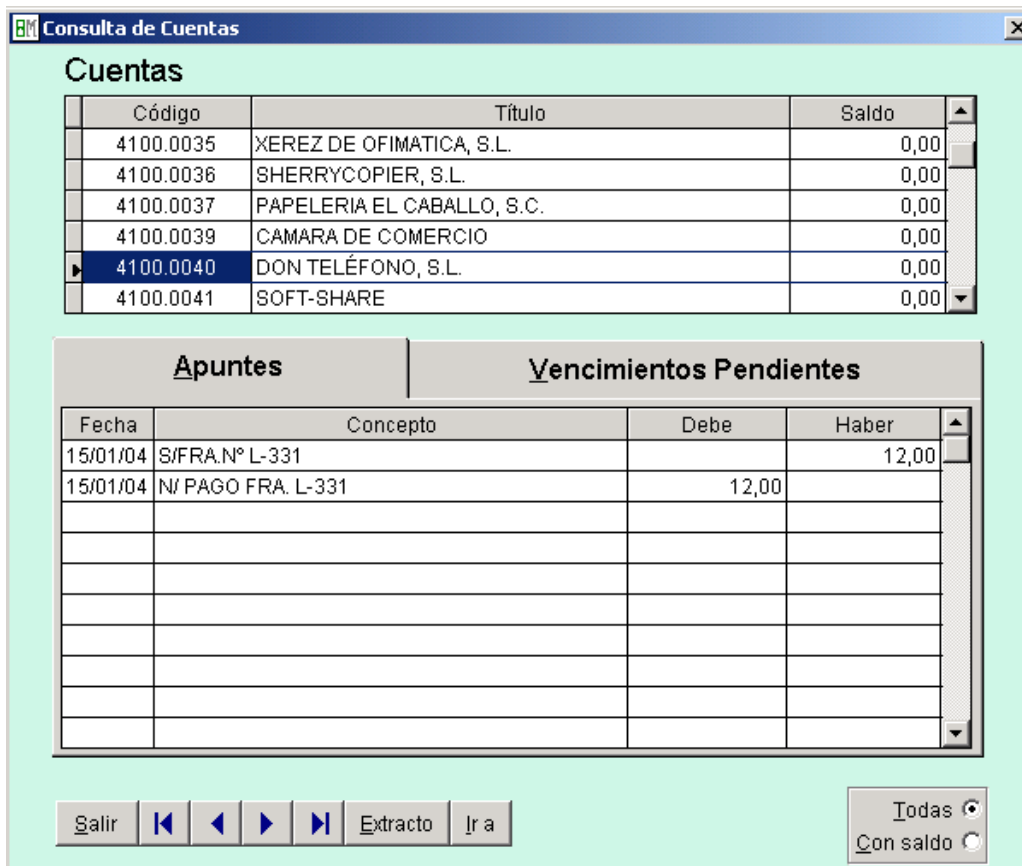 Consulta de Cuentas
Cuentas
Código Título Saldo
4100.0035 XEREZ DE OFIMATICA, S.L. 0,00
4100.0036 SHERRYCOPIER, S.L. 0,00
4100.0037 PAPELERIA EL CABALLO, S.C. 0,00
4100.0039 CAMARA DE COMERCIO 0,00
4100.0040 DON TELÉFONO, S.L. 0,00
4100.0041 SOFT-SHARE 0,00
Apuntes Vencimientos Pendientes
Fecha Concepto Debe Haber
15/01/04 S/FRA.Nº L-331 12,00
15/01/04 N/ PAGO FRA. L-331 12,00
Salir Extracto Ir a
Todas
Con saldo